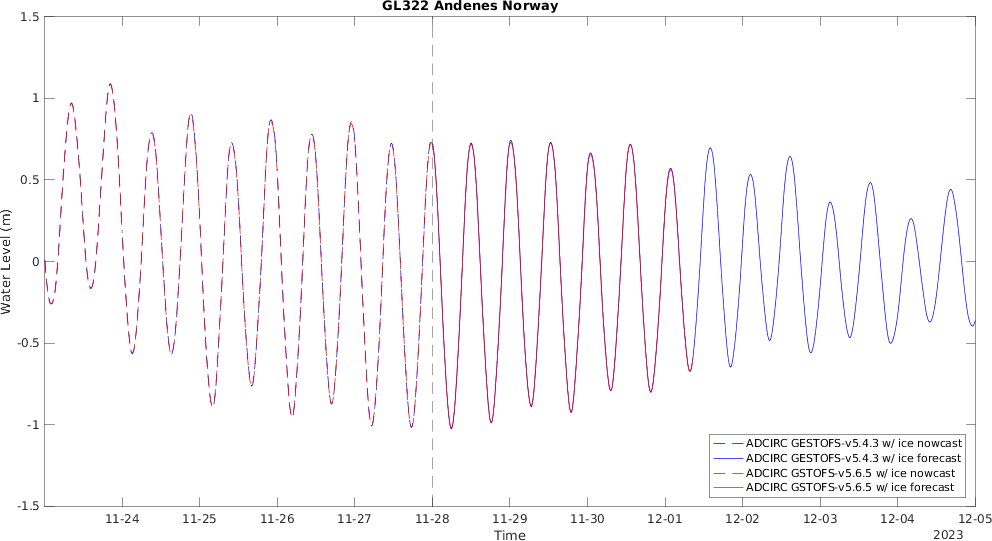 GL322 Andenes Norway
1.5
1
0.5
0
-0.5
-1
-1.5
Water Level (m)
11-24 11-25 11-26 11-27 11-28 11-29 11-30 12-01 12-02 12-03 12-04 12-05
2023
Time
ADCIRC GESTOFS-v5.4.3 w/ ice nowcast
ADCIRC GESTOFS-v5.4.3 w/ ice forecast
ADCIRC GSTOFS-v5.6.5 w/ ice nowcast
ADCIRC GSTOFS-v5.6.5 w/ ice forecast